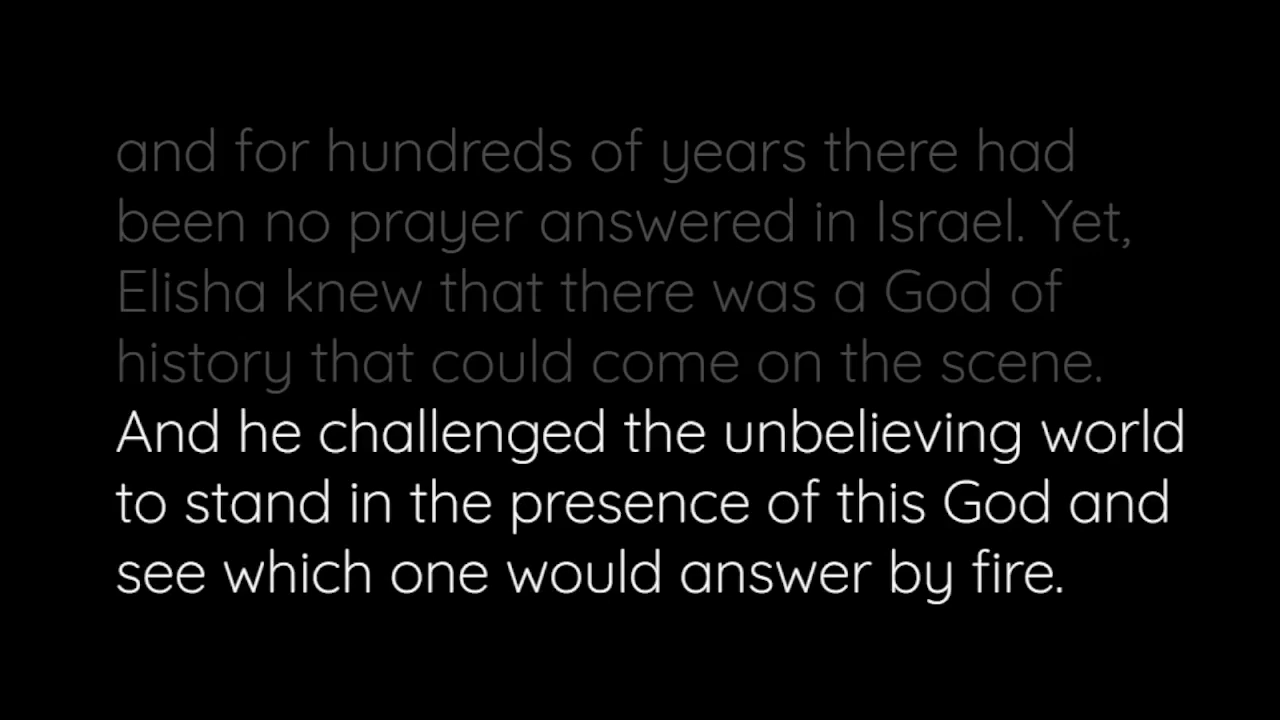 and for hundreds of years there had
been no prayer answered in Israel. Yet,
Elisha knew that there was a God of
history that could come on the scene.
And he challenged the unbelieving world
to stand in the presence of this God and
see which one would answer by fire.